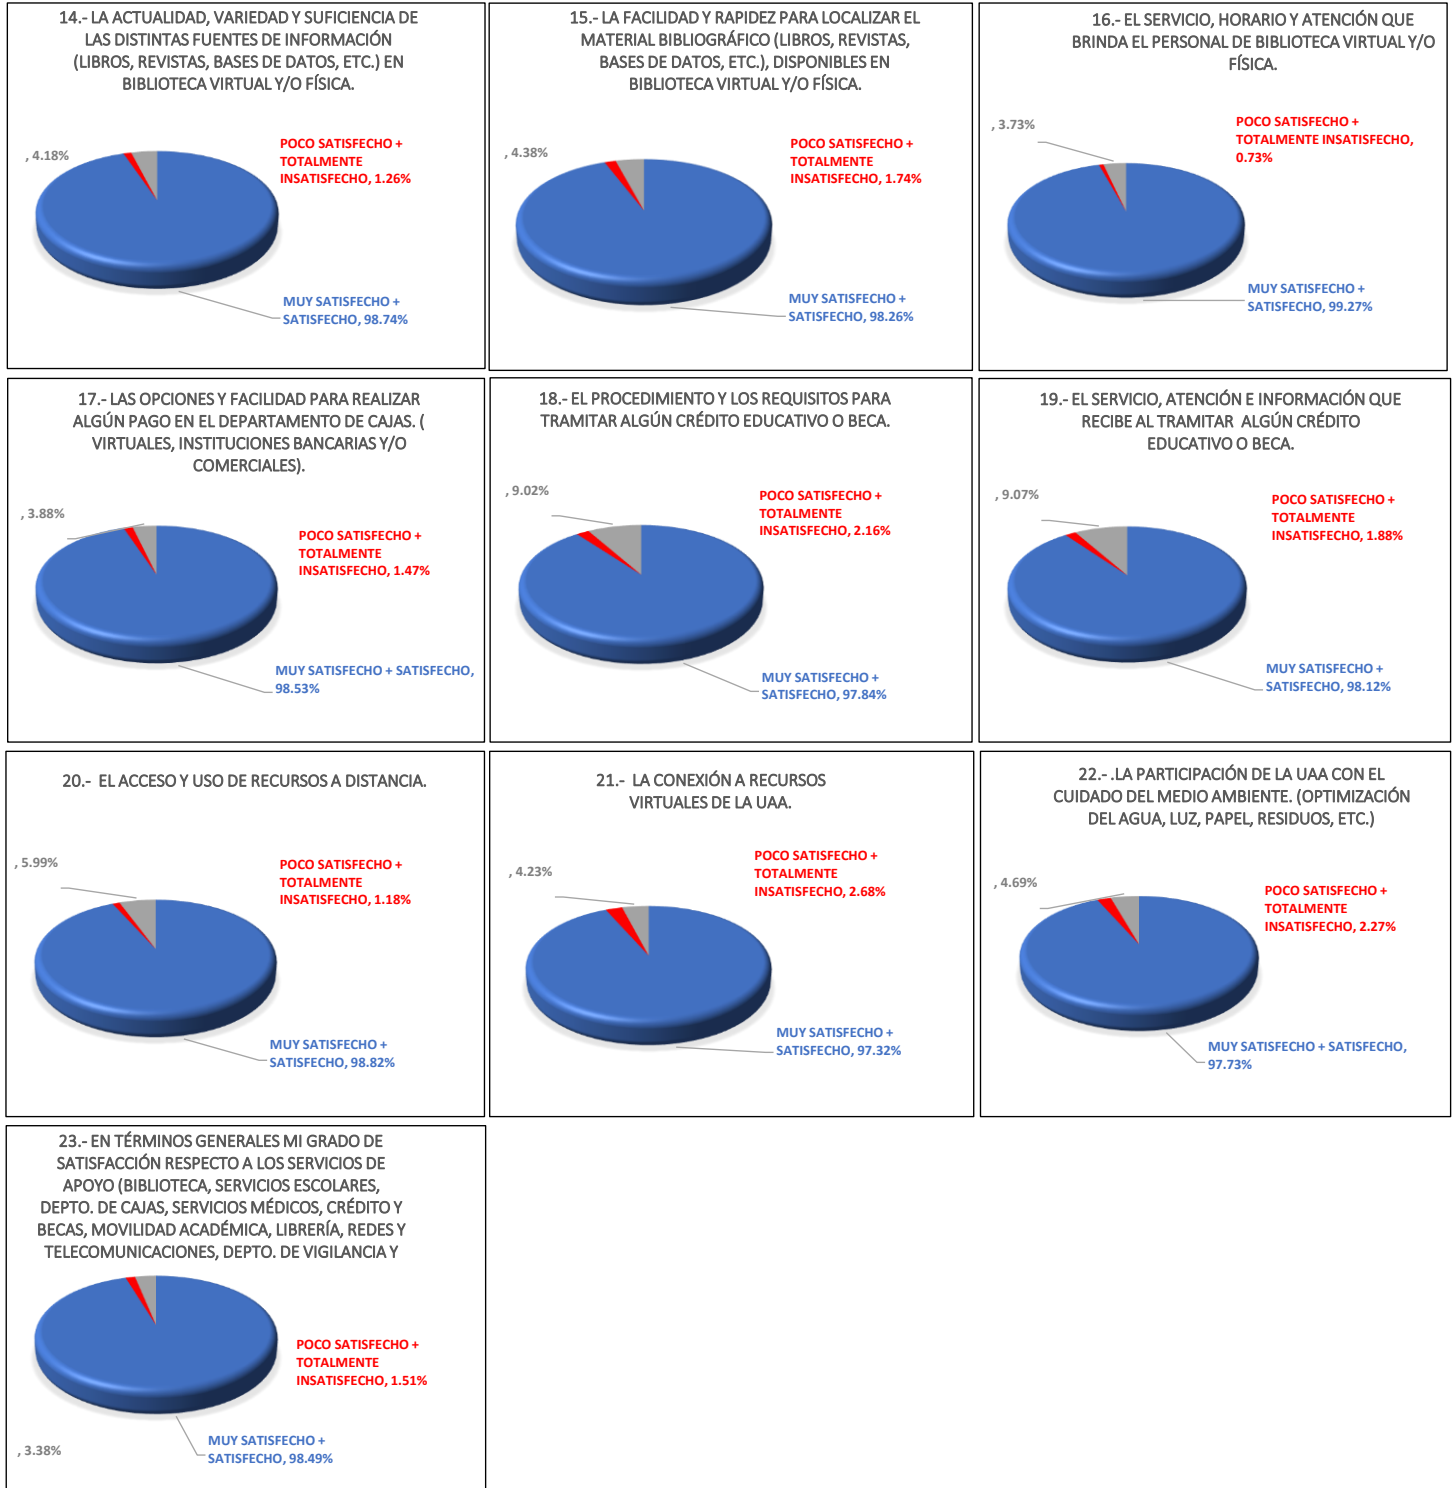 14.- LA ACTUALIDAD, VARIEDAD Y SUFICIENCIA DE
LAS DISTINTAS FUENTES DE INFORMACIÓN
(LIBROS, REVISTAS, BASES DE DATOS, ETC.) EN
BIBLIOTECA VIRTUAL Y/O FÍSICA.
, 4.18%
POCO SATISFECHO +
TOTALMENTE
INSATISFECHO, 1.26%
MUY SATISFECHO +
SATISFECHO, 98.74%
15.- LA FACILIDAD Y RAPIDEZ PARA LOCALIZAR EL
MATERIAL BIBLIOGRÁFICO (LIBROS, REVISTAS,
BASES DE DATOS, ETC.), DISPONIBLES EN
BIBLIOTECA VIRTUAL Y/O FÍSICA.
, 4.38%
POCO SATISFECHO +
TOTALMENTE
INSATISFECHO, 1.74%
MUY SATISFECHO +
SATISFECHO, 98.26%
16.- EL SERVICIO, HORARIO Y ATENCIÓN QUE
BRINDA EL PERSONAL DE BIBLIOTECA VIRTUAL Y/O
FÍSICA.
, 3.73%
POCO SATISFECHO +
TOTALMENTE INSATISFECHO,
0.73%
MUY SATISFECHO +
SATISFECHO, 99.27%
17.- LAS OPCIONES Y FACILIDAD PARA REALIZAR
ALGÚN PAGO EN EL DEPARTAMENTO DE CAJAS. (
VIRTUALES, INSTITUCIONES BANCARIAS Y/O
COMERCIALES).
, 3.88%
POCO SATISFECHO +
TOTALMENTE
INSATISFECHO, 1.47%
MUY SATISFECHO + SATISFECHO,
98.53%
18.- EL PROCEDIMIENTO Y LOS REQUISITOS PARA
TRAMITAR ALGÚN CRÉDITO EDUCATIVO O BECA.
, 9.02%
POCO SATISFECHO +
TOTALMENTE
INSATISFECHO, 2.16%
MUY SATISFECHO +
SATISFECHO, 97.84%
19.- EL SERVICIO, ATENCIÓN E INFORMACIÓN QUE
RECIBE AL TRAMITAR ALGÚN CRÉDITO
EDUCATIVO O BECA.
, 9.07%
POCO SATISFECHO +
TOTALMENTE
INSATISFECHO, 1.88%
MUY SATISFECHO +
SATISFECHO, 98.12%
20.- EL ACCESO Y USO DE RECURSOS A DISTANCIA.
, 5.99%
POCO SATISFECHO +
TOTALMENTE
INSATISFECHO, 1.18%
MUY SATISFECHO +
SATISFECHO, 98.82%
21.- LA CONEXIÓN A RECURSOS
VIRTUALES DE LA UAA.
, 4.23%
POCO SATISFECHO +
TOTALMENTE
INSATISFECHO, 2.68%
MUY SATISFECHO +
SATISFECHO, 97.32%
22.- .LA PARTICIPACIÓN DE LA UAA CON EL
CUIDADO DEL MEDIO AMBIENTE. (OPTIMIZACIÓN
DEL AGUA, LUZ, PAPEL, RESIDUOS, ETC.)
, 4.69%
POCO SATISFECHO +
TOTALMENTE
INSATISFECHO, 2.27%
MUY SATISFECHO + SATISFECHO,
97.73%
23.- EN TÉRMINOS GENERALES MI GRADO DE
SATISFACCIÓN RESPECTO A LOS SERVICIOS DE
APOYO (BIBLIOTECA, SERVICIOS ESCOLARES,
DEPTO. DE CAJAS, SERVICIOS MÉDICOS, CRÉDITO Y
BECAS, MOVILIDAD ACADÉMICA, LIBRERÍA, REDES Y
TELECOMUNICACIONES, DEPTO. DE VIGILANCIA Y
POCO SATISFECHO +
TOTALMENTE
INSATISFECHO, 1.51%
MUY SATISFECHO +
SATISFECHO, 98.49%
, 3.38%